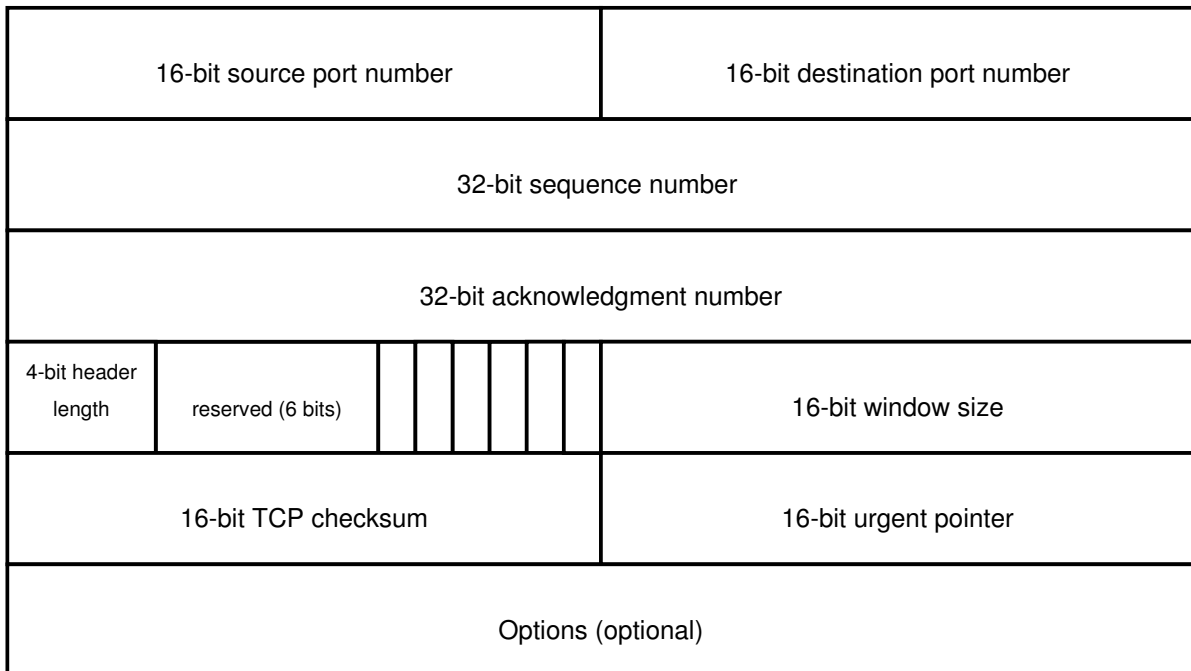 16-bit source port number
16-bit destination port number
32-bit sequence number
32-bit acknowledgment number
4-bit header
length
reserved (6 bits)
16-bit window size
16-bit TCP checksum
16-bit urgent pointer
Options (optional)